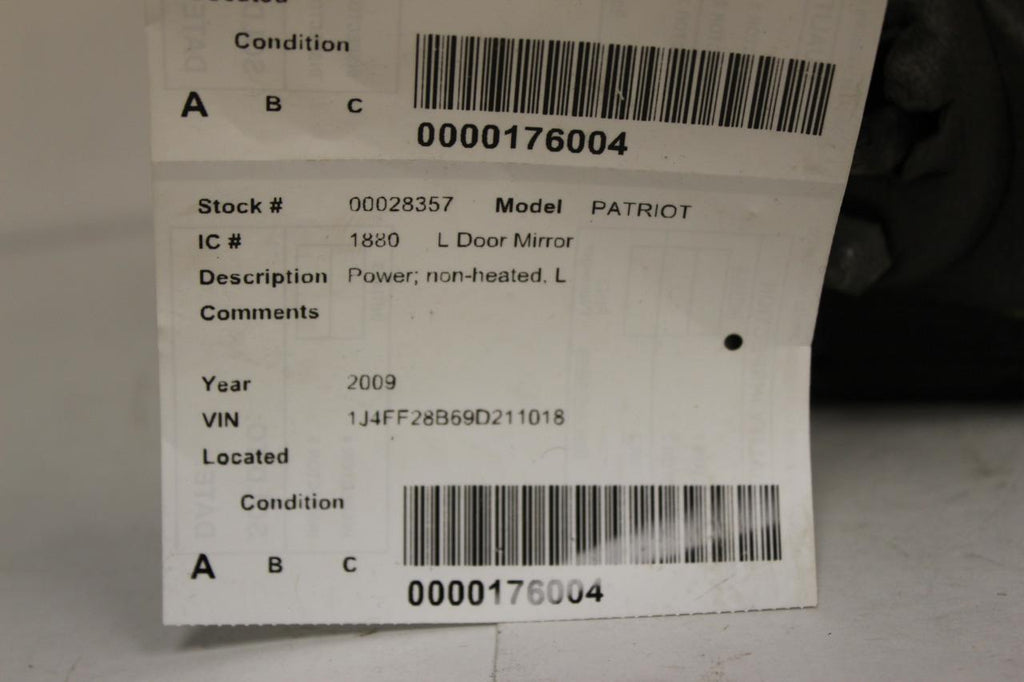 Condition
A B C
0000176004
Stock # 00028357 Model PATRIOT
IC # 1880 L Door Mirror
Description Power; non-heated, L
Comments
Year 2009
VIN 1J4FF28B69D211018
Located
Condition
A B C
0000176004